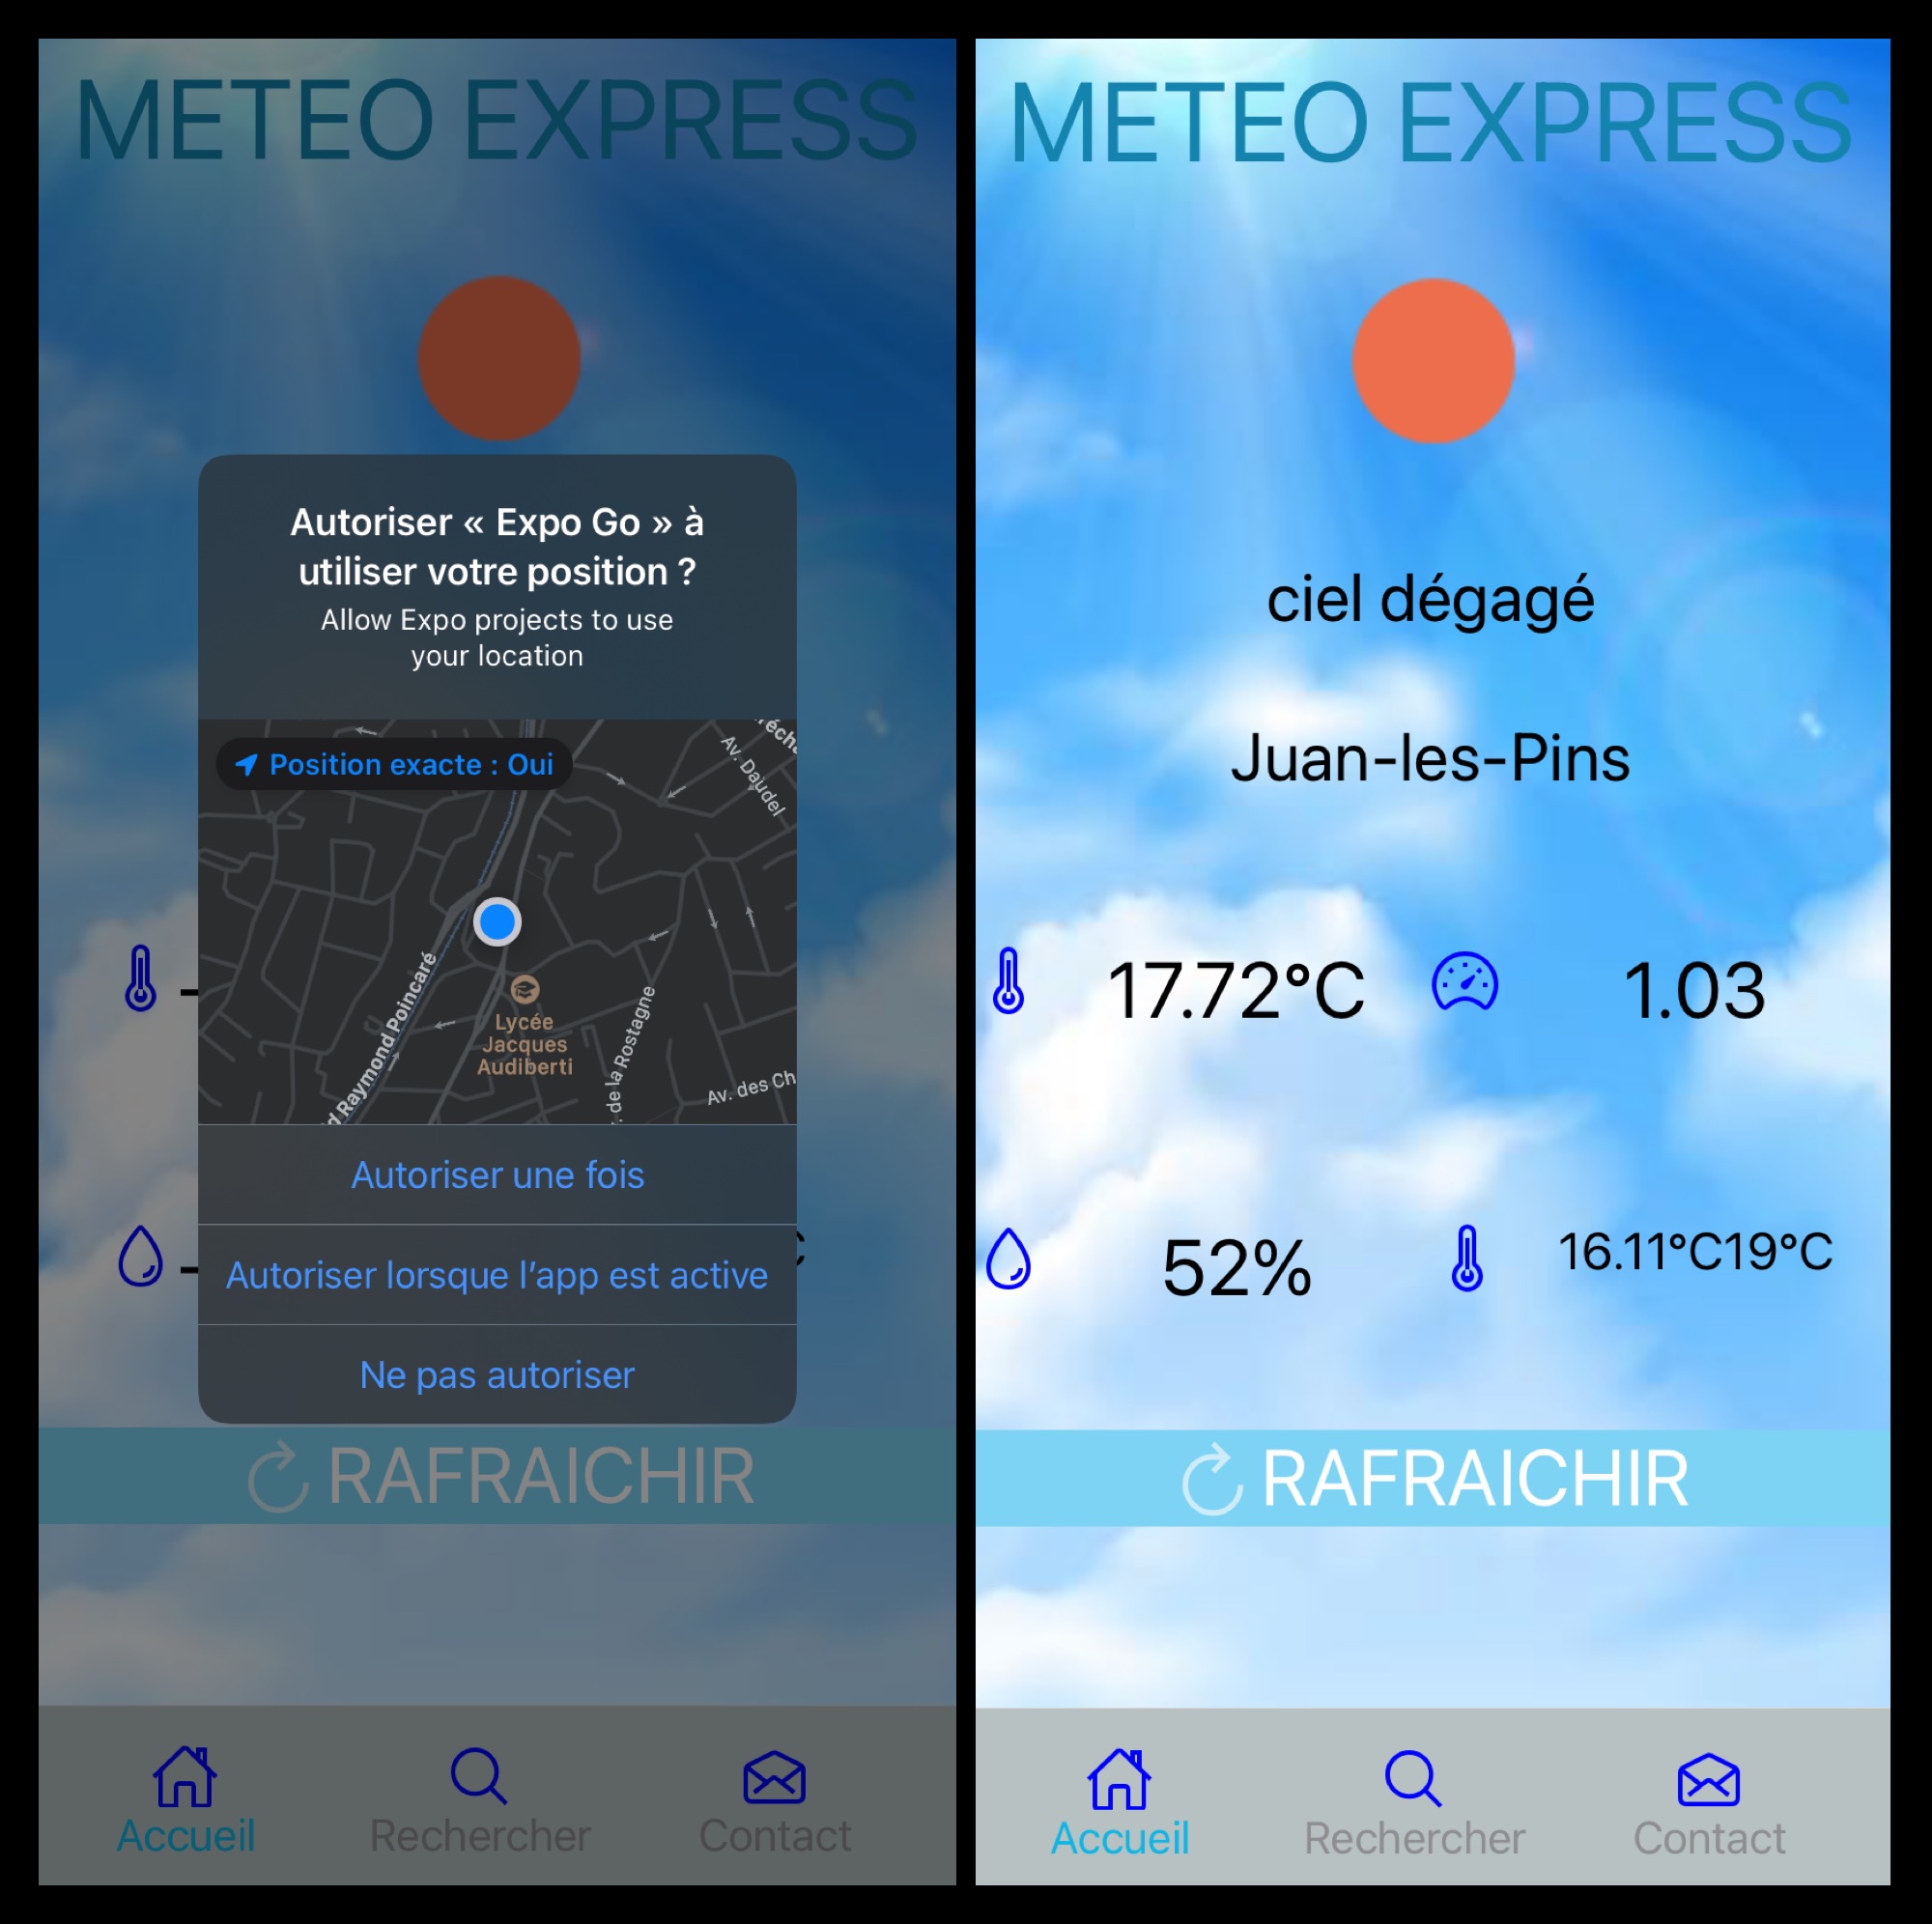 METEO EXPRESS
Autoriser « Expo Go » à
utiliser votre position ?
Allow Expo projects to use
your location
Position exacte : Oui
Av. Daudet
d Raymond Poincaré
Lycée
Jacques
Audiberti
. de la Rostagne
Av. des Ch
Autoriser une fois
Autoriser lorsque l’app est active
Ne pas autoriser
RAFRAICHIR
Accueil
Rechercher
Contact
METEO EXPRESS
ciel dégagé
Juan-les-Pins
17.72°C
1.03
52%
16.11°C19°C
RAFRAICHIR
Accueil
Rechercher
Contact